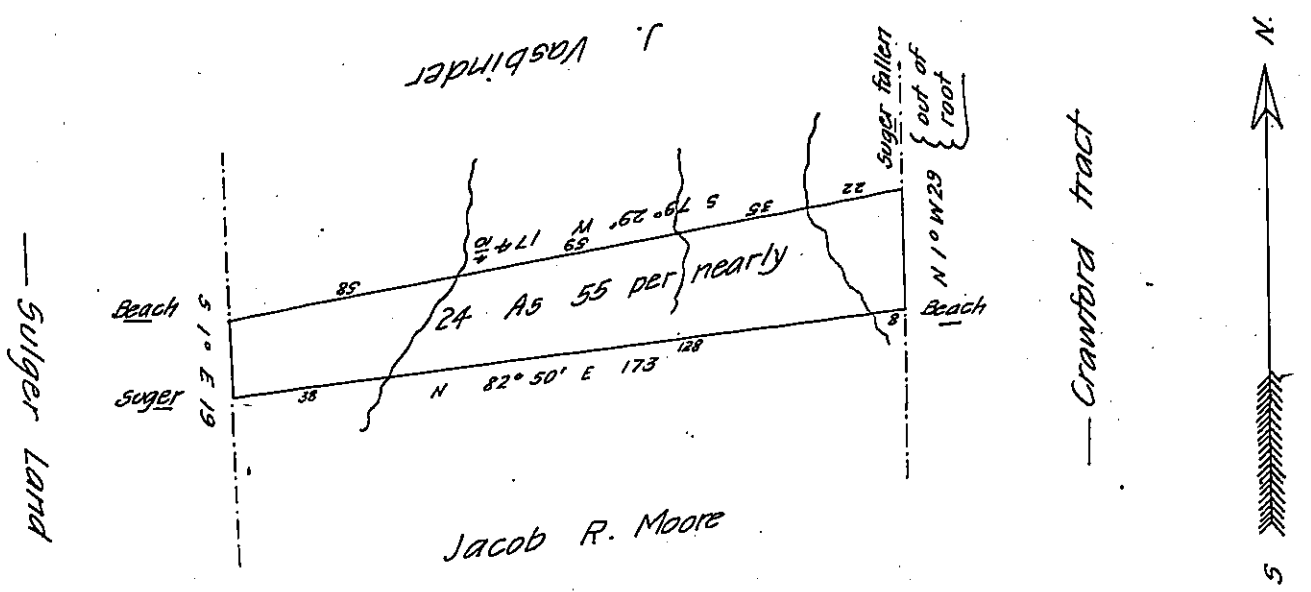 J. Vasbinder
Suger fallen
out of
root
N.
S 79° 29' W 174 4/10
22
35
59
58
24 As 55 per nearly
N 1° W 29
Beach
Beach
S 1° E 19
Suger
38
N 82° 50' E 173
128
8
Jacob R. Moore
— Sulger Land
— Crawford tract
S